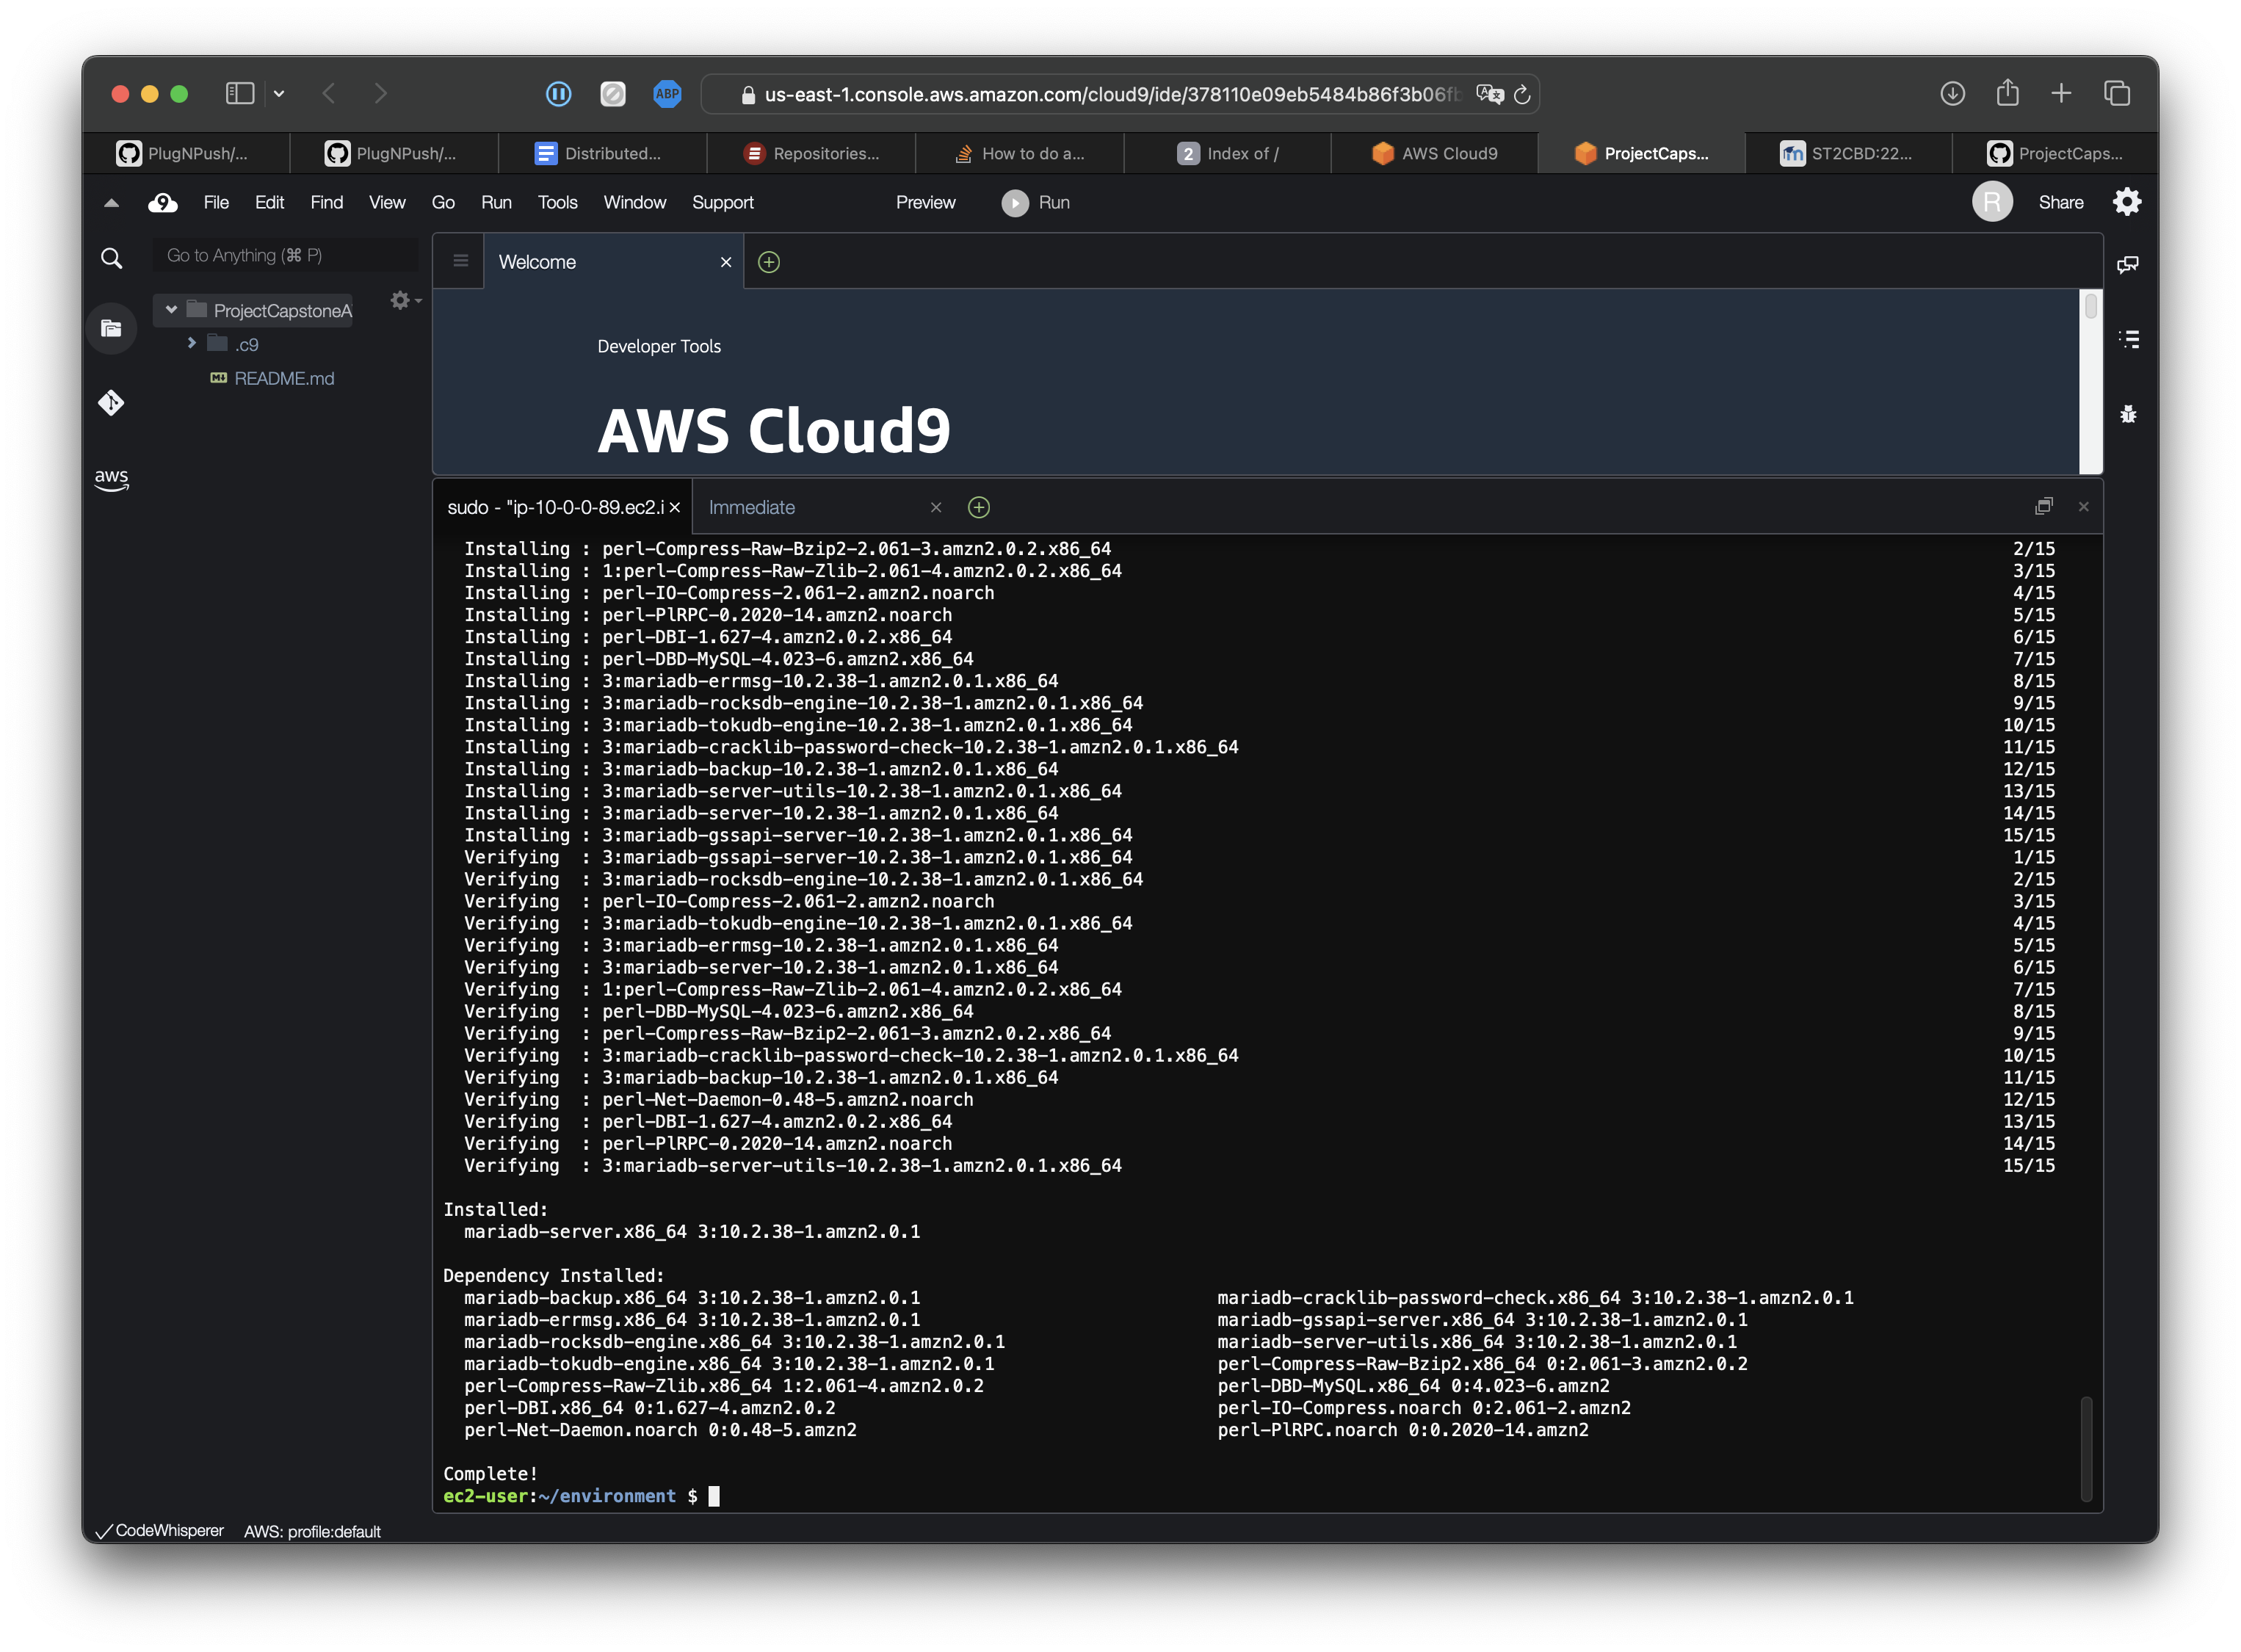 ABP
us-east-1.console.aws.amazon.com/cloud9/ide/378110e09eb5484b86f3b06fb
PlugNPush/...
PlugNPush/...
Distributed...
Repositories...
How to do a...
2 Index of /
AWS Cloud9
ProjectCaps...
ST2CBD:22...
ProjectCaps...
9 File Edit Find View Go Run Tools Window Support Preview Run R Share
Go to Anything (⌘ P)
ProjectCapstoneA
.c9
README.md
aws
Welcome
Developer Tools
AWS Cloud9
sudo - "ip-10-0-0-89.ec2.i
Immediate
Installing : perl-Compress-Raw-Bzip2-2.061-3.amzn2.0.2.x86_64 2/15
Installing : 1:perl-Compress-Raw-Zlib-2.061-4.amzn2.0.2.x86_64 3/15
Installing : perl-IO-Compress-2.061-2.amzn2.noarch 4/15
Installing : perl-PlRPC-0.2020-14.amzn2.noarch 5/15
Installing : perl-DBI-1.627-4.amzn2.0.2.x86_64 6/15
Installing : perl-DBD-MySQL-4.023-6.amzn2.x86_64 7/15
Installing : 3:mariadb-errmsg-10.2.38-1.amzn2.0.1.x86_64 8/15
Installing : 3:mariadb-rocksdb-engine-10.2.38-1.amzn2.0.1.x86_64 9/15
Installing : 3:mariadb-tokudb-engine-10.2.38-1.amzn2.0.1.x86_64 10/15
Installing : 3:mariadb-cracklib-password-check-10.2.38-1.amzn2.0.1.x86_64 11/15
Installing : 3:mariadb-backup-10.2.38-1.amzn2.0.1.x86_64 12/15
Installing : 3:mariadb-server-utils-10.2.38-1.amzn2.0.1.x86_64 13/15
Installing : 3:mariadb-server-10.2.38-1.amzn2.0.1.x86_64 14/15
Installing : 3:mariadb-gssapi-server-10.2.38-1.amzn2.0.1.x86_64 15/15
Verifying : 3:mariadb-gssapi-server-10.2.38-1.amzn2.0.1.x86_64 1/15
Verifying : 3:mariadb-rocksdb-engine-10.2.38-1.amzn2.0.1.x86_64 2/15
Verifying : perl-IO-Compress-2.061-2.amzn2.noarch 3/15
Verifying : 3:mariadb-tokudb-engine-10.2.38-1.amzn2.0.1.x86_64 4/15
Verifying : 3:mariadb-errmsg-10.2.38-1.amzn2.0.1.x86_64 5/15
Verifying : 3:mariadb-server-10.2.38-1.amzn2.0.1.x86_64 6/15
Verifying : 1:perl-Compress-Raw-Zlib-2.061-4.amzn2.0.2.x86_64 7/15
Verifying : perl-DBD-MySQL-4.023-6.amzn2.x86_64 8/15
Verifying : perl-Compress-Raw-Bzip2-2.061-3.amzn2.0.2.x86_64 9/15
Verifying : 3:mariadb-cracklib-password-check-10.2.38-1.amzn2.0.1.x86_64 10/15
Verifying : 3:mariadb-backup-10.2.38-1.amzn2.0.1.x86_64 11/15
Verifying : perl-Net-Daemon-0.48-5.amzn2.noarch 12/15
Verifying : perl-DBI-1.627-4.amzn2.0.2.x86_64 13/15
Verifying : perl-PlRPC-0.2020-14.amzn2.noarch 14/15
Verifying : 3:mariadb-server-utils-10.2.38-1.amzn2.0.1.x86_64 15/15
Installed:
mariadb-server.x86_64 3:10.2.38-1.amzn2.0.1
Dependency Installed:
mariadb-backup.x86_64 3:10.2.38-1.amzn2.0.1 mariadb-cracklib-password-check.x86_64 3:10.2.38-1.amzn2.0.1
mariadb-errmsg.x86_64 3:10.2.38-1.amzn2.0.1 mariadb-gssapi-server.x86_64 3:10.2.38-1.amzn2.0.1
mariadb-rocksdb-engine.x86_64 3:10.2.38-1.amzn2.0.1 mariadb-server-utils.x86_64 3:10.2.38-1.amzn2.0.1
mariadb-tokudb-engine.x86_64 3:10.2.38-1.amzn2.0.1 perl-Compress-Raw-Bzip2.x86_64 0:2.061-3.amzn2.0.2
perl-Compress-Raw-Zlib.x86_64 1:2.061-4.amzn2.0.2 perl-DBD-MySQL.x86_64 0:4.023-6.amzn2
perl-DBI.x86_64 0:1.627-4.amzn2.0.2 perl-IO-Compress.noarch 0:2.061-2.amzn2
perl-Net-Daemon.noarch 0:0.48-5.amzn2 perl-PlRPC.noarch 0:0.2020-14.amzn2
Complete!
ec2-user:~/environment $
CodeWhisperer AWS: profile:default